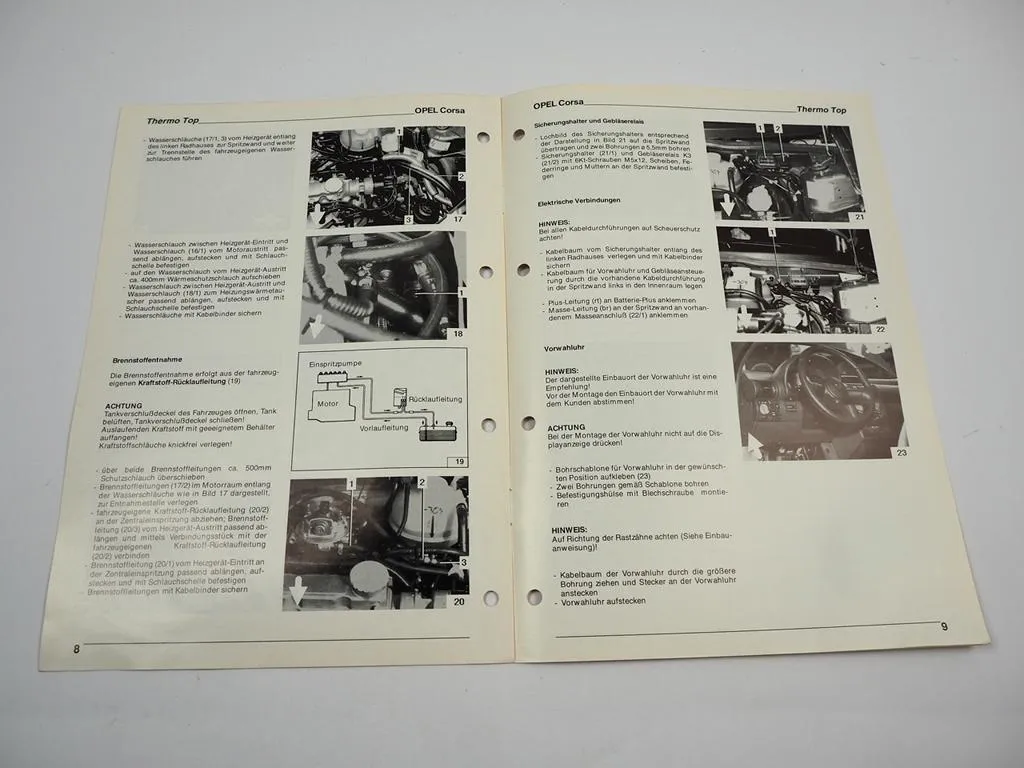 Thermo Top
OPEL Corsa
- Wasserschläuche (17/1, 3) vom Heizgerät entlang
des linken Radhauses zur Spritzwand und weiter
zur Trennstelle des fahrzeugeigenen Wasser-
schlauches führen
1
2
3
17
- Wasserschlauch zwischen Heizgerät-Eintritt und
Wasserschlauch (16/1) vom Motoraustritt pas-
send ablängen, aufstecken und mit Schlauch-
schelle befestigen
- auf den Wasserschlauch vom Heizgerät-Austritt
ca. 400mm Wärmeschutzschlauch aufschieben
- Wasserschlauch zwischen Heizgerät-Austritt und
Wasserschlauch (18/1) zum Heizungswärmetau-
scher passend ablängen, aufstecken und mit
Schlauchschelle befestigen
- Wasserschläuche mit Kabelbinder sichern
1
18
Brennstoffentnahme
Die Brennstoffentnahme erfolgt aus der fahrzeug-
eigenen Kraftstoff-Rücklaufleitung (19)
ACHTUNG
Tankverschlußdeckel des Fahrzeuges öffnen, Tank
belüften, Tankverschlußdeckel schließen!
Auslaufenden Kraftstoff mit geeignetem Behälter
auffangen!
Kraftstoffschläuche knickfrei verlegen!
Einspritzpumpe
Motor
Rücklaufleitung
Vorlaufleitung
19
- über beide Brennstoffleitungen ca. 500mm
Schutzschlauch überschieben
- Brennstoffleitungen (17/2) im Motorraum entlang
der Wasserschläuche wie in Bild 17 dargestellt,
zur Entnahmestelle verlegen
- fahrzeugeigene Kraftstoff-Rücklaufleitung (20/2)
an der Zentraleinspritzung abziehen; Brennstoff-
leitung (20/3) vom Heizgerät-Austritt passend ab-
längen und mittels Verbindungsstück mit der
fahrzeugeigenen Kraftstoff-Rücklaufleitung
(20/2) verbinden
- Brennstoffleitung (20/1) vom Heizgerät-Eintritt an
der Zentraleinspritzung passend ablängen, auf-
stecken und mit Schlauchschelle befestigen
- Brennstoffleitungen mit Kabelbinder sichern
1
2
3
20
8
OPEL Corsa
Thermo Top
Sicherungshalter und Gebläserelais
- Lochbild des Sicherungshalters entsprechend
der Darstellung in Bild 21 auf die Spritzwand
übertragen und zwei Bohrungen ø 5,5mm bohren
- Sicherungshalter (21/1) und Gebläserelais K3
(21/2) mit 6Kt-Schrauben M5x12, Scheiben, Fe-
derringe und Muttern an der Spritzwand befesti-
gen
1
2
21
Elektrische Verbindungen
HINWEIS:
Bei allen Kabeldurchführungen auf Scheuerschutz
achten!
- Kabelbaum vom Sicherungshalter entlang des
linken Radhauses verlegen und mit Kabelbinder
sichern
- Kabelbaum für Vorwahluhr und Gebläseansteue-
rung durch die vorhandene Kabeldurchführung
in der Spritzwand links in den Innenraum legen
- Plus-Leitung (rt) an Batterie-Plus anklemmen
- Masse-Leitung (br) an der Spritzwand an vorhan-
denem Masseanschluß (22/1) anklemmen
1
22
Vorwahluhr
HINWEIS:
Der dargestellte Einbauort der Vorwahluhr ist eine
Empfehlung!
Vor der Montage den Einbauort der Vorwahluhr mit
dem Kunden abstimmen!
ACHTUNG
Bei der Montage der Vorwahluhr nicht auf die Dis-
playanzeige drücken!
23
- Bohrschablone für Vorwahluhr in der gewünsch-
ten Position aufkleben (23)
- Zwei Bohrungen gemäß Schablone bohren
- Befestigungshülse mit Blechschraube montie-
ren
HINWEIS:
Auf Richtung der Rastzähne achten (Siehe Einbau-
anweisung)!
- Kabelbaum der Vorwahluhr durch die größere
Bohrung ziehen und Stecker an der Vorwahluhr
anstecken
- Vorwahluhr aufstecken
9